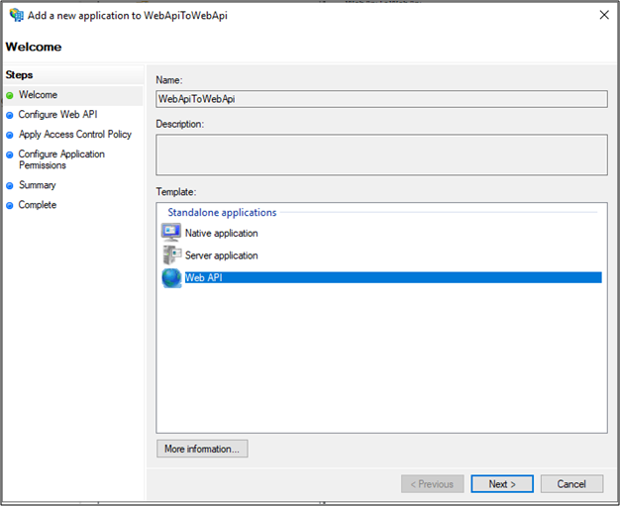 Add a new application to WebApiToWebApi
Welcome
Steps
Welcome
Configure Web API
Apply Access Control Policy
Configure Application
Permissions
Summary
Complete
Name:
WebApiToWebApi
Description:
Template:
Standalone applications
Native application
Server application
Web API
More information...
< Previous
Next >
Cancel